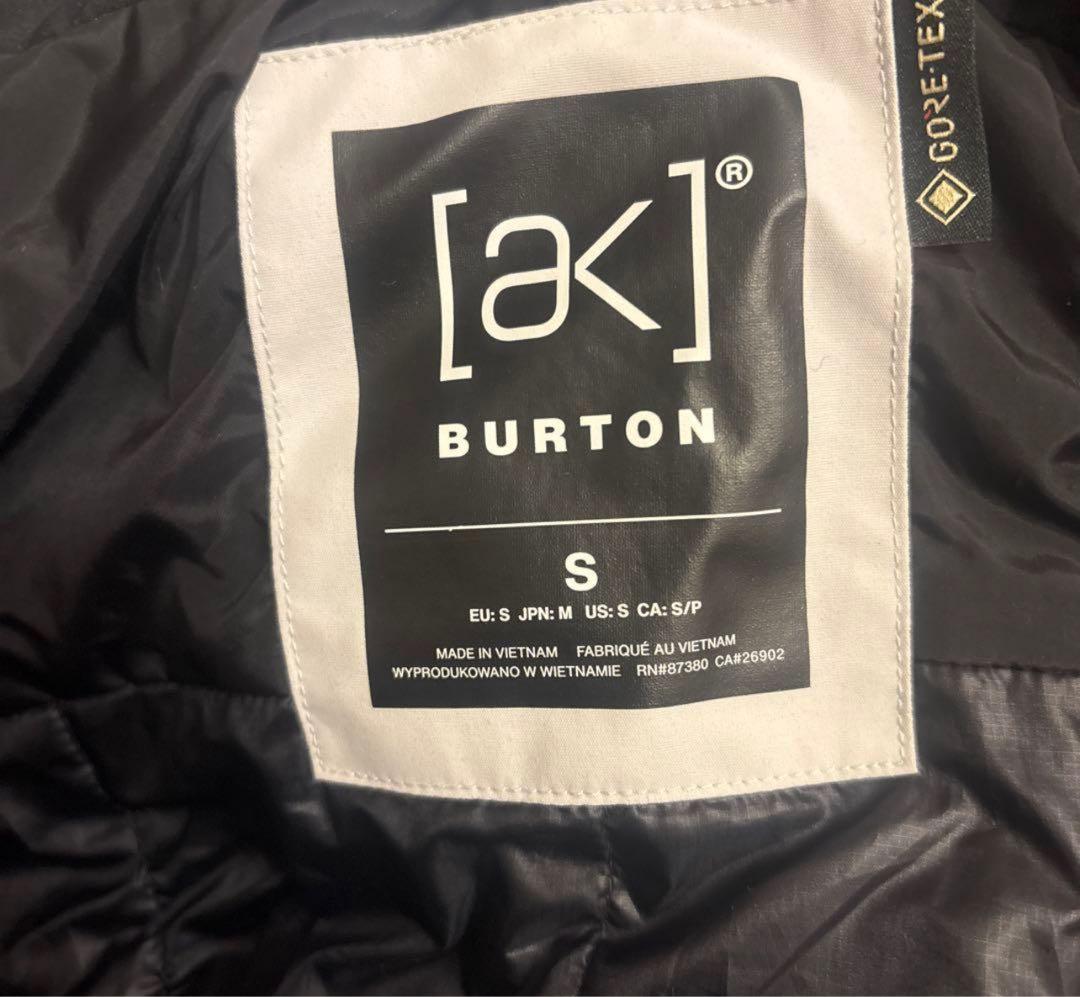 [ak]®
BURTON
S
EU: S JPN: M US: S CA: S/P
MADE IN VIETNAM FABRIQUÉ AU VIETNAM
WYPRODUKOWANO W WIETNAMIE RN#87380 CA#26902
GORE-TEX